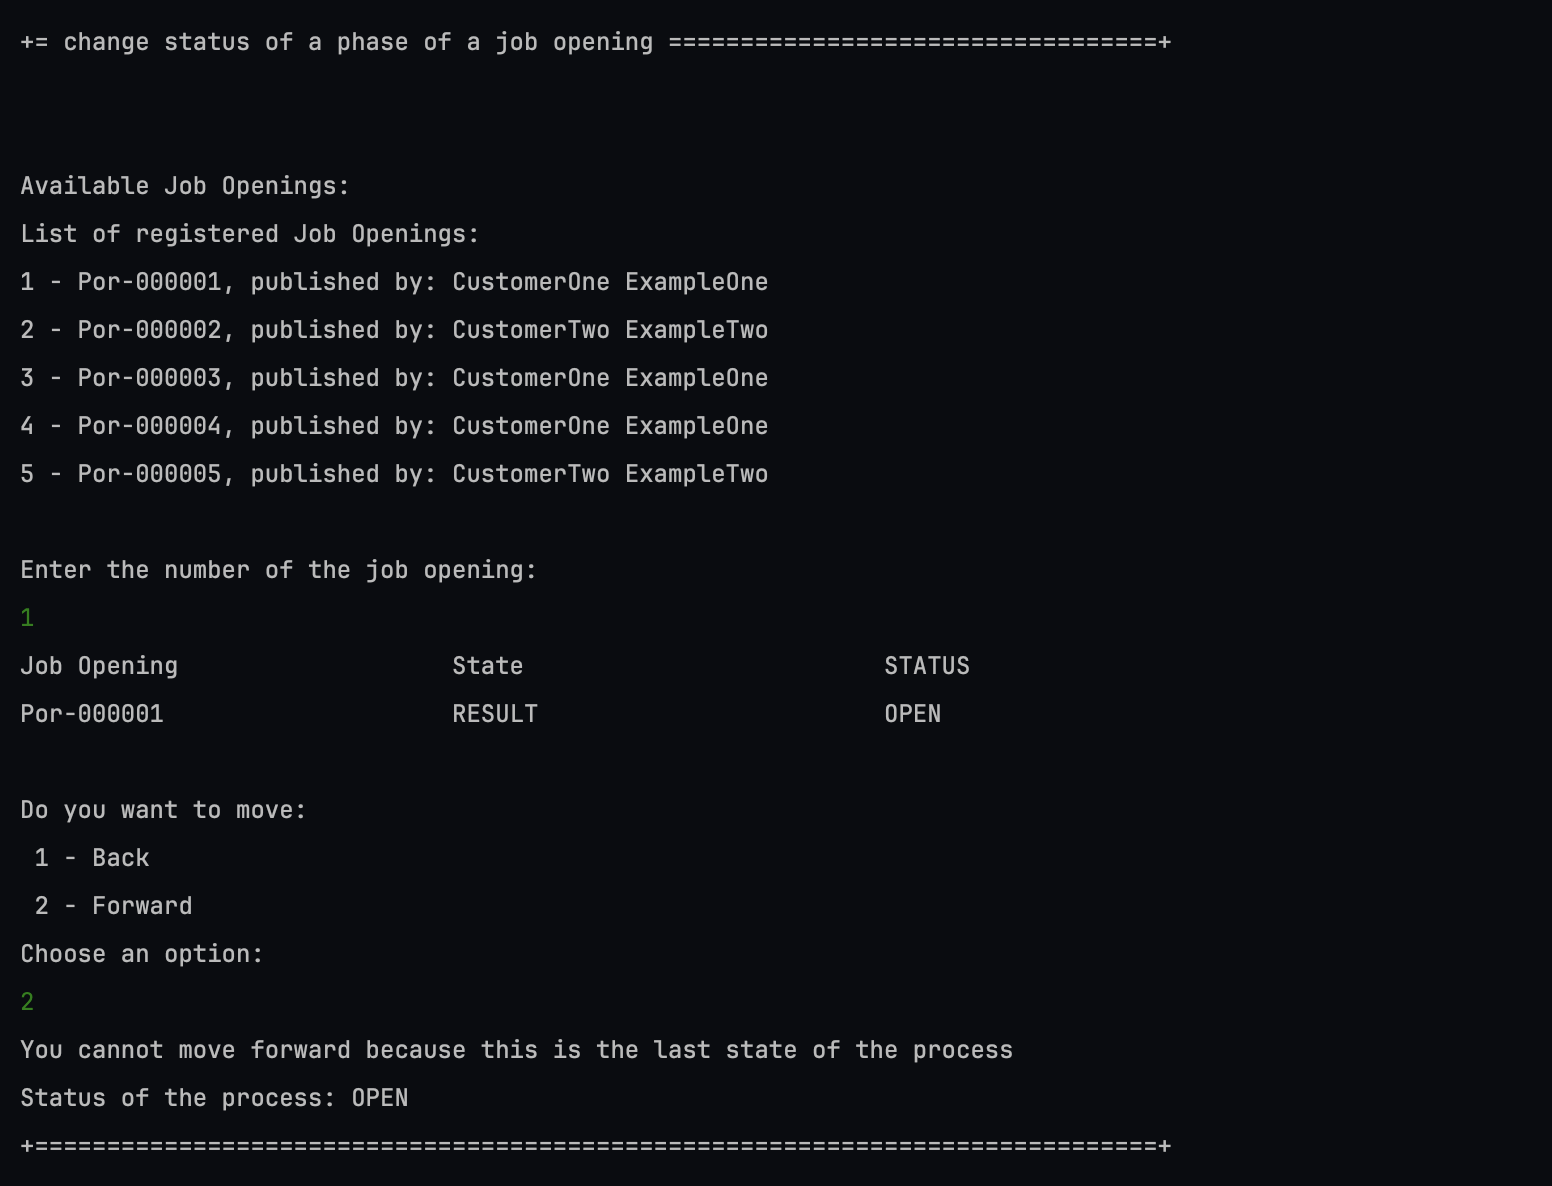 += change status of a phase of a job opening ==================================+
Available Job Openings:
List of registered Job Openings:
1 - Por-000001, published by: CustomerOne ExampleOne
2 - Por-000002, published by: CustomerTwo ExampleTwo
3 - Por-000003, published by: CustomerOne ExampleOne
4 - Por-000004, published by: CustomerOne ExampleOne
5 - Por-000005, published by: CustomerTwo ExampleTwo
Enter the number of the job opening:
1
Job Opening                   State                         STATUS
Por-000001                    RESULT                        OPEN
Do you want to move:
 1 - Back
 2 - Forward
Choose an option:
2
You cannot move forward because this is the last state of the process
Status of the process: OPEN
+==============================================================================+